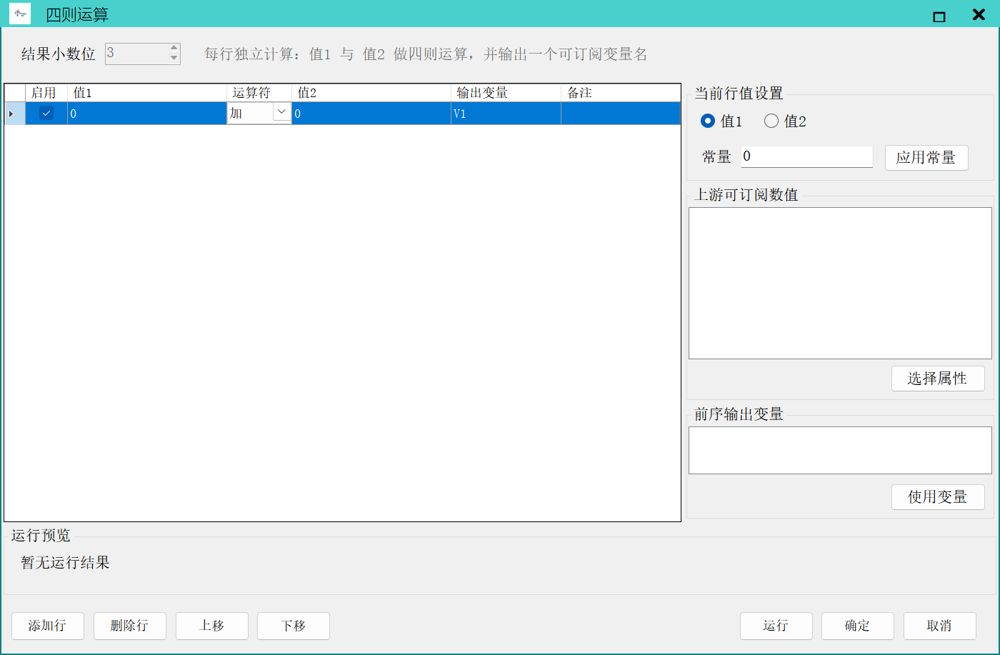 四则运算
结果小数位 3 每行独立计算：值1 与 值2 做四则运算，并输出一个可订阅变量名
启用 值1 运算符 值2 输出变量 备注
0 加 0 V1
当前行值设置
值1 值2
常量 0 应用常量
上游可订阅数值
选择属性
前序输出变量
使用变量
运行预览
暂无运行结果
添加行 删除行 上移 下移 运行 确定 取消